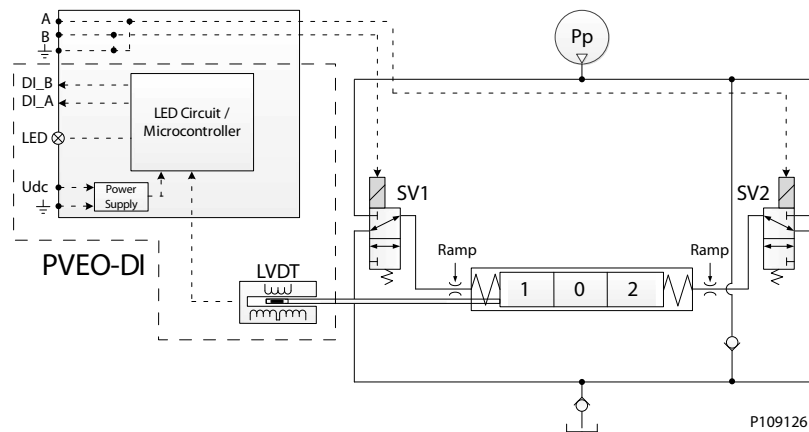 A
B
Pp
DI_B
DI_A
LED Circuit /
Microcontroller
LED
Udc
Power
Supply
SV1
SV2
PVEO-DI
LVDT
Ramp
Ramp
1 0 2
P109126